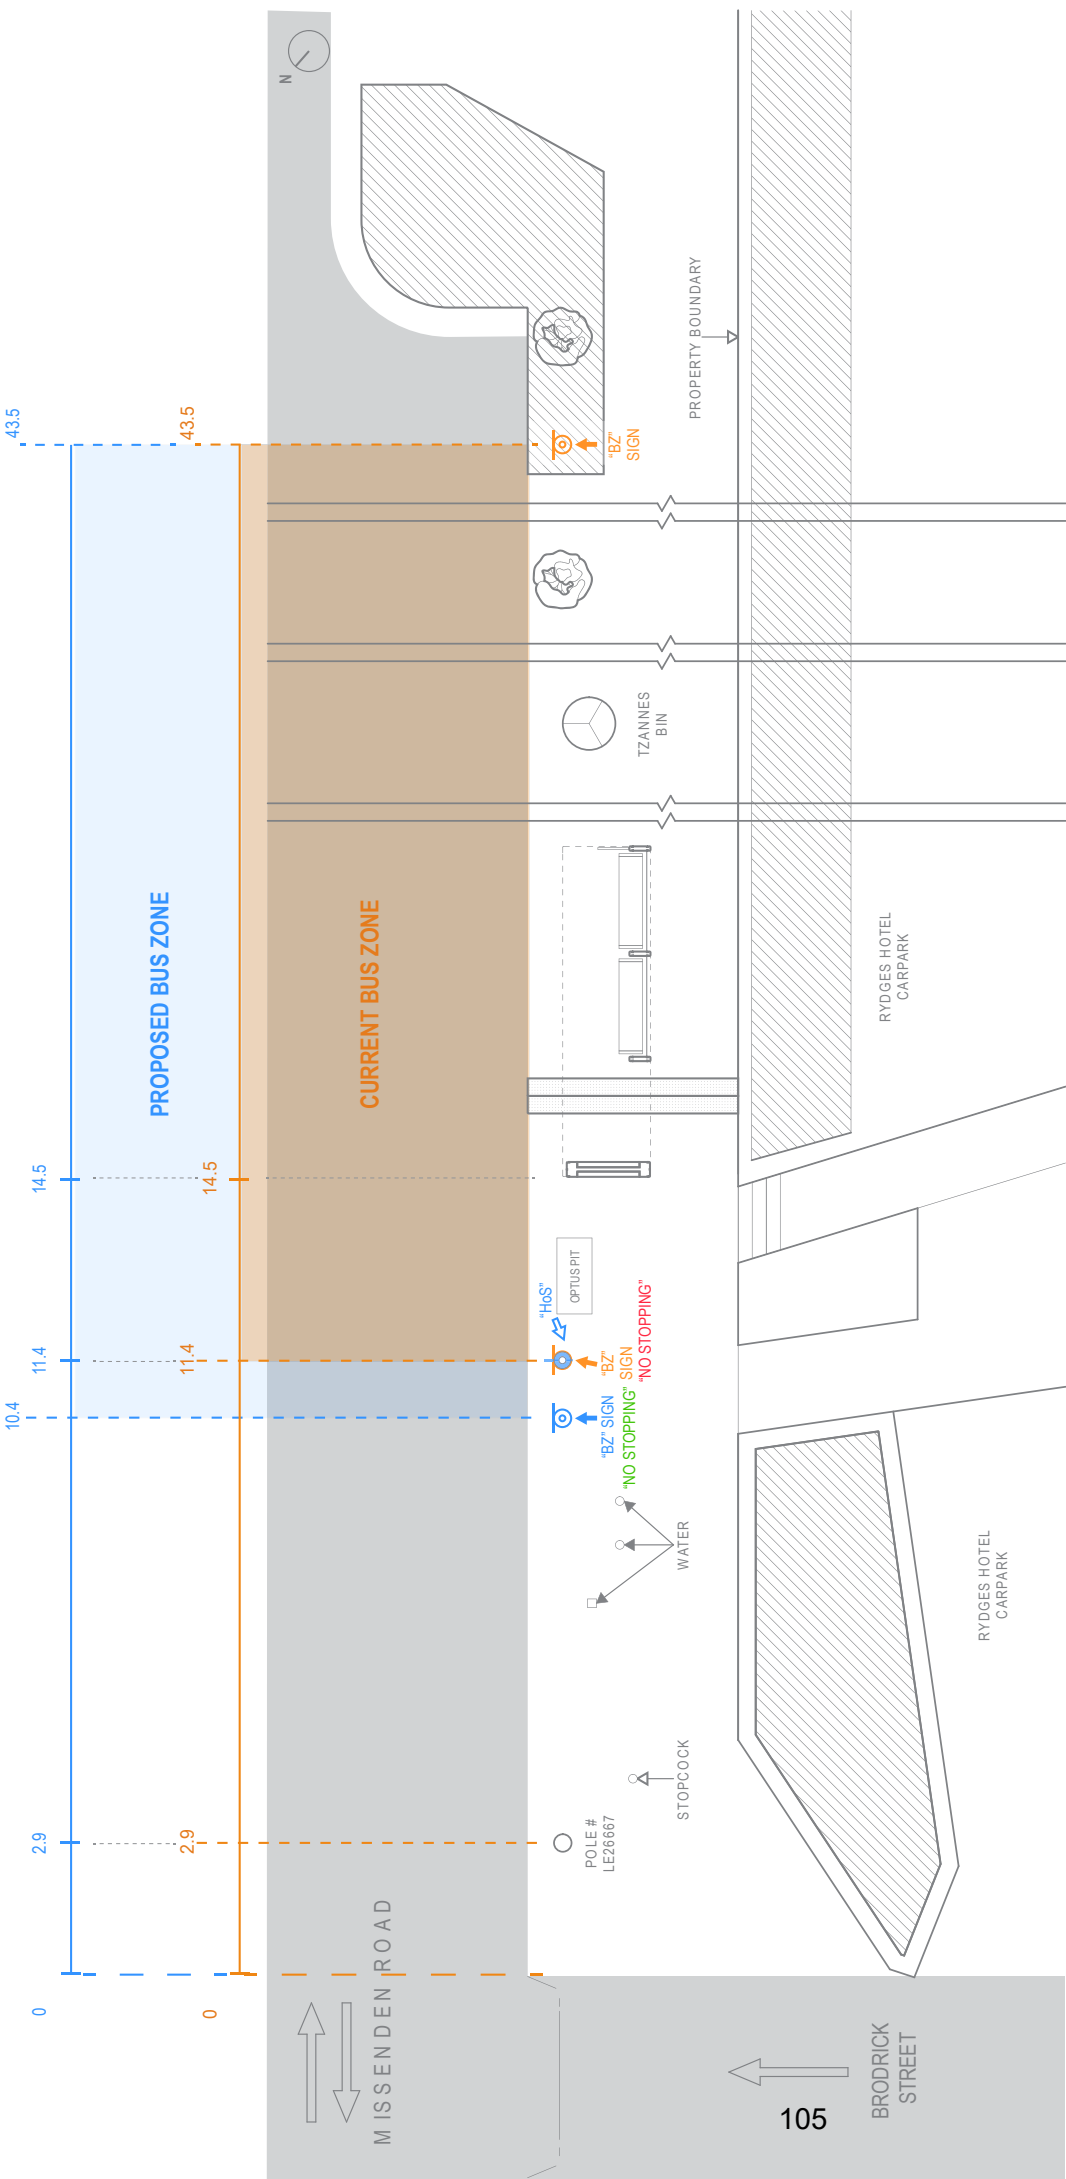 N
43.5
43.5
PROPERTY BOUNDARY
"BZ"
SIGN
TZANNES
BIN
PROPOSED BUS ZONE
CURRENT BUS ZONE
RYDGES HOTEL
CARPARK
14.5
14.5
OPTUS PIT
"HoS"
11.4
11.4
"BZ"
SIGN
"NO STOPPING"
10.4
"BZ" SIGN
"NO STOPPING"
WATER
RYDGES HOTEL
CARPARK
STOPCOCK
2.9
2.9
POLE #
LE26667
0
0
MISSENDEN ROAD
BRODRICK
STREET
105